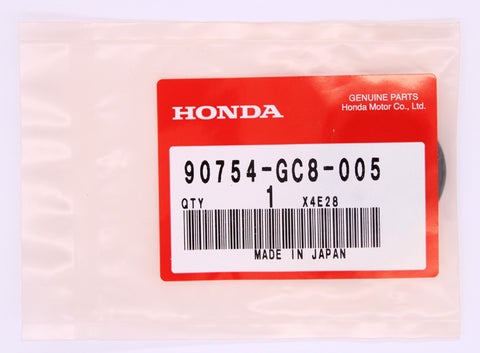 GENUINE PARTS
HONDA Honda Motor Co., Ltd.
90754-GC8-005
QTY 1 X4E28
MADE IN JAPAN